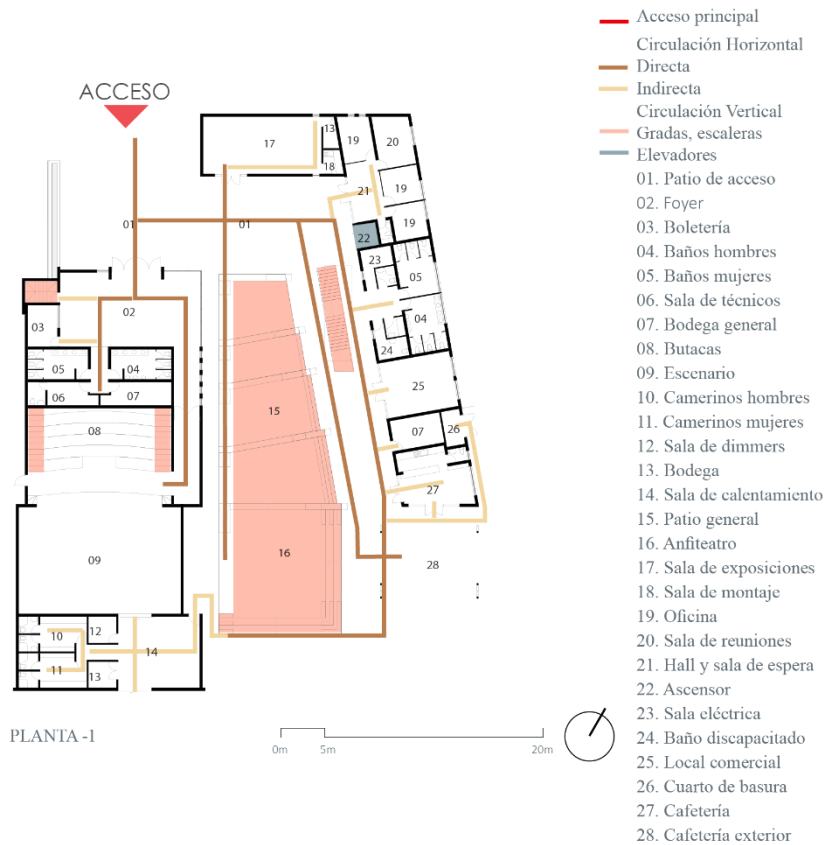 ACCESO
17
13
18
19
20
19
21
19
22
23
05
04
24
25
07
26
27
28
01
01
02
03
05
04
06
07
08
15
16
09
10
12
11
13
14
PLANTA -1
0m
5m
20m
Acceso principal
Circulación Horizontal
Directa
Indirecta
Circulación Vertical
Gradas, escaleras
Elevadores
01. Patio de acceso
02. Foyer
03. Boletería
04. Baños hombres
05. Baños mujeres
06. Sala de técnicos
07. Bodega general
08. Butacas
09. Escenario
10. Camerinos hombres
11. Camerinos mujeres
12. Sala de dimmers
13. Bodega
14. Sala de calentamiento
15. Patio general
16. Anfiteatro
17. Sala de exposiciones
18. Sala de montaje
19. Oficina
20. Sala de reuniones
21. Hall y sala de espera
22. Ascensor
23. Sala eléctrica
24. Baño discapacitado
25. Local comercial
26. Cuarto de basura
27. Cafetería
28. Cafetería exterior